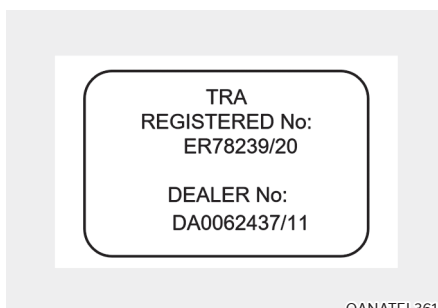 TRA
REGISTERED No:
ER78239/20
DEALER No:
DA0062437/11